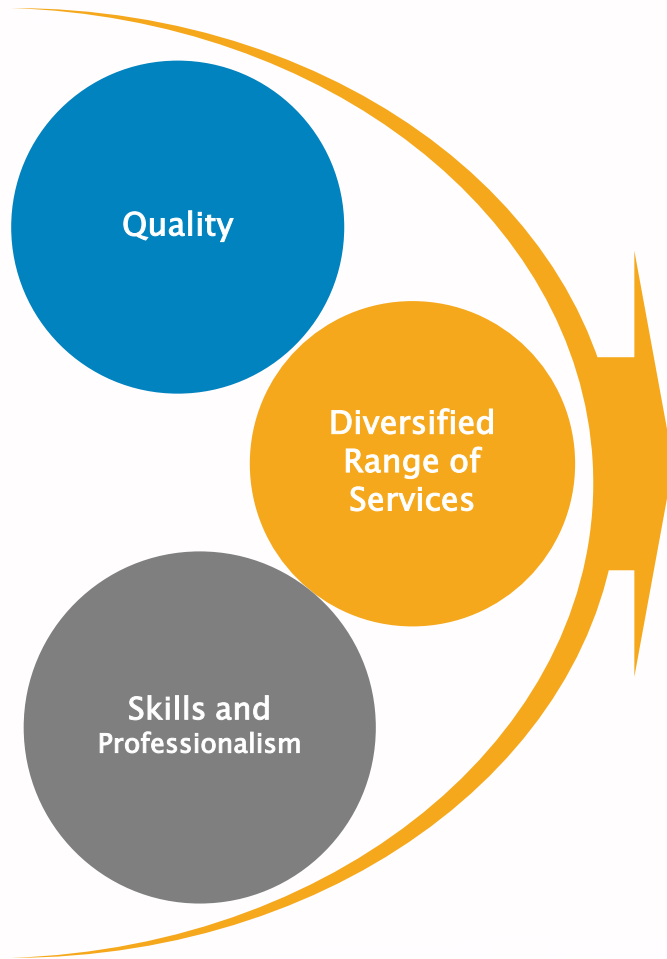 Quality
Diversified
Range of
Services
Skills and
Professionalism